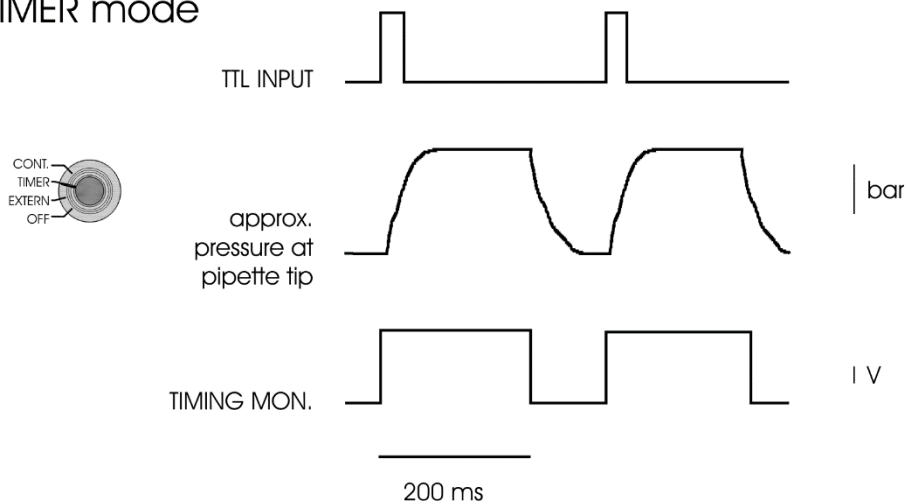 IMER mode
TTL INPUT
CONT.
TIMER
EXTERN
OFF
approx.
pressure at
pipette tip
bar
TIMING MON.
V
200 ms